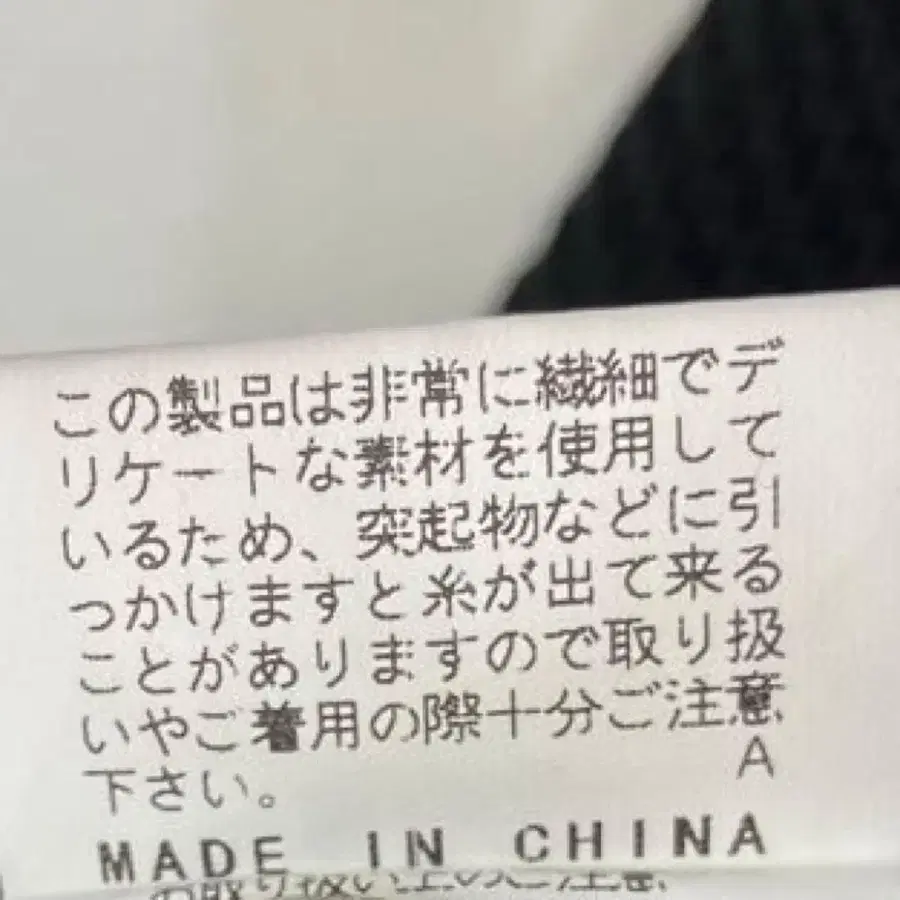 この製品は非常に繊細でデ
リケートな素材を使用して
いるため、突起物などに引
っかけますと糸が出て来る
ことがありますので取り扱
いやご着用の際十分ご注意
下さい。 A
MADE IN CHINA